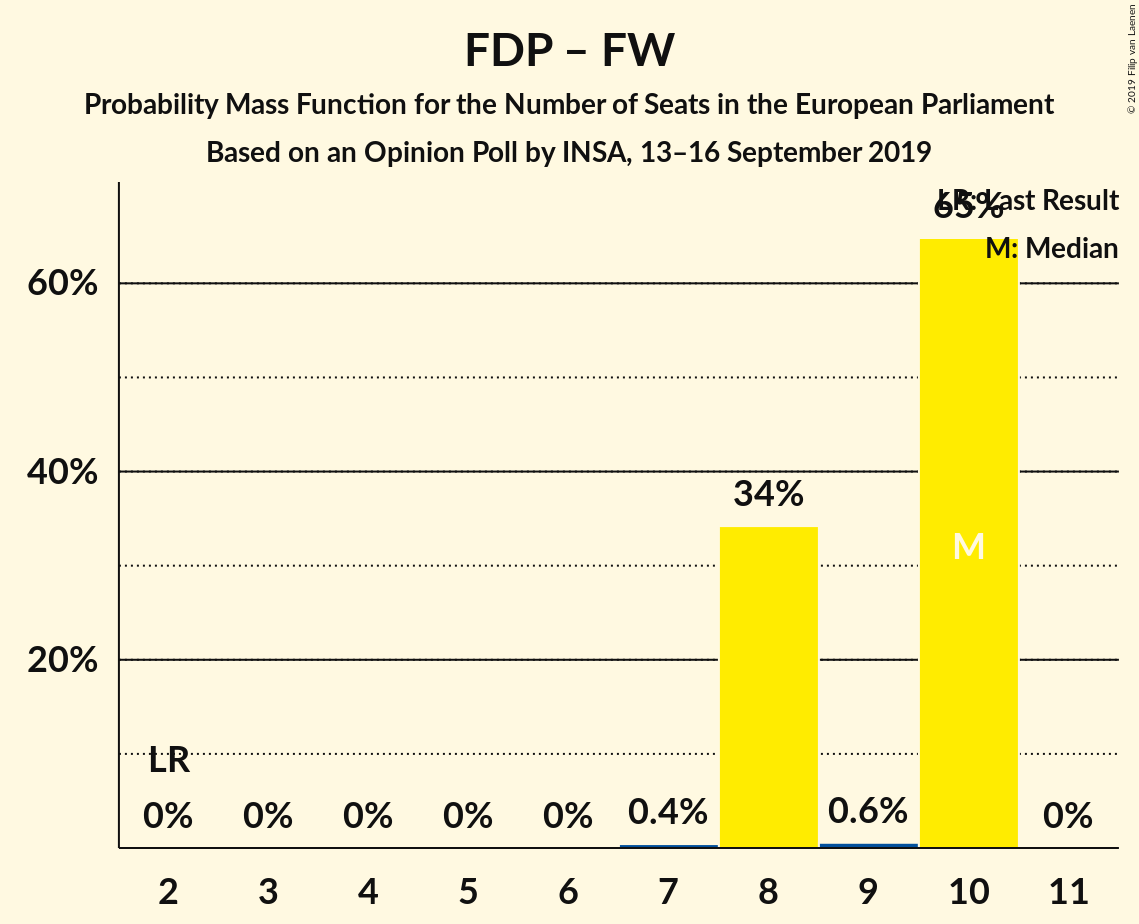 FDP – FW
Probability Mass Function for the Number of Seats in the European Parliament
Based on an Opinion Poll by INSA, 13–16 September 2019
© 2019 Filip van Laenen
LR: Last Result
M: Median
65%
60%
40%
34%
M
20%
LR
0% 0% 0% 0% 0% 0.4% 0.6% 0%
2 3 4 5 6 7 8 9 10 11